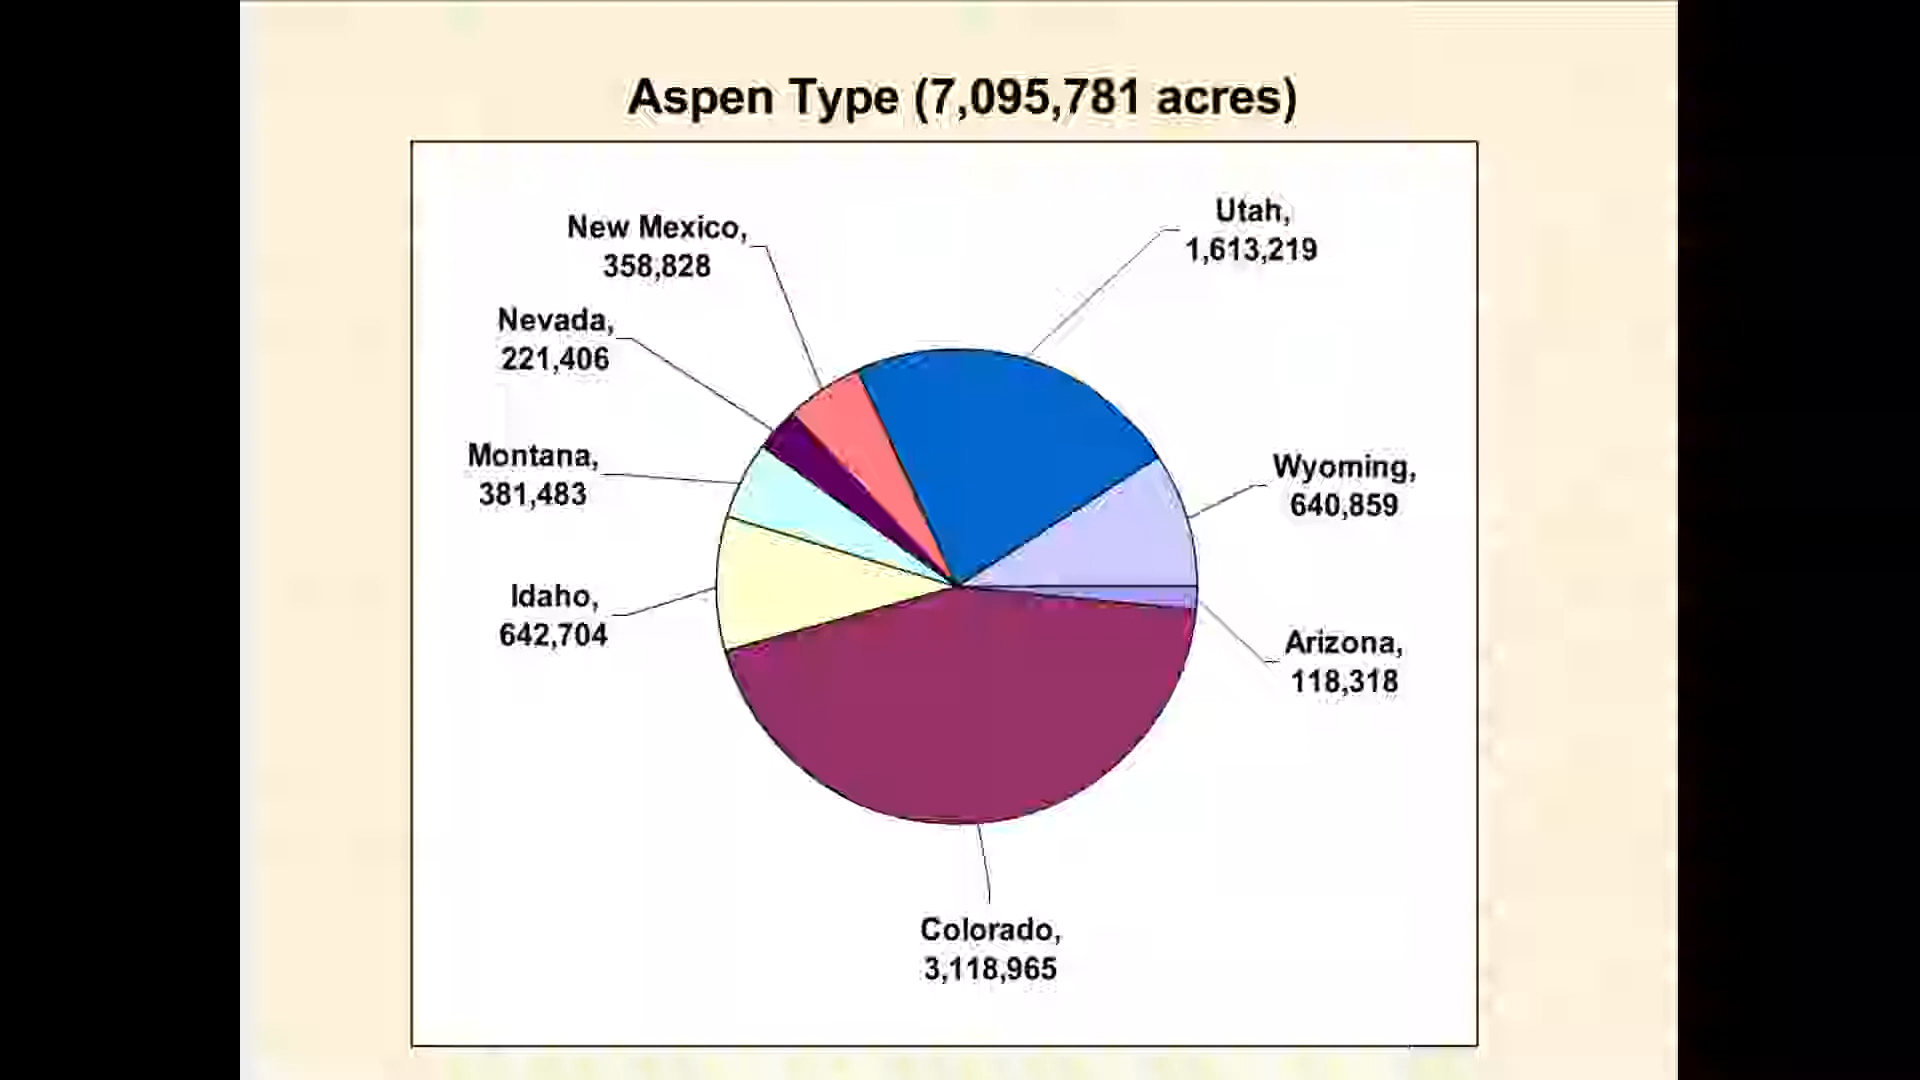 Aspen Type (7,095,781 acres)
Utah,
1,613,219
New Mexico,
358,828
Nevada,
221,406
Montana,
381,483
Wyoming,
640,859
Idaho,
642,704
Arizona,
118,318
Colorado,
3,118,965